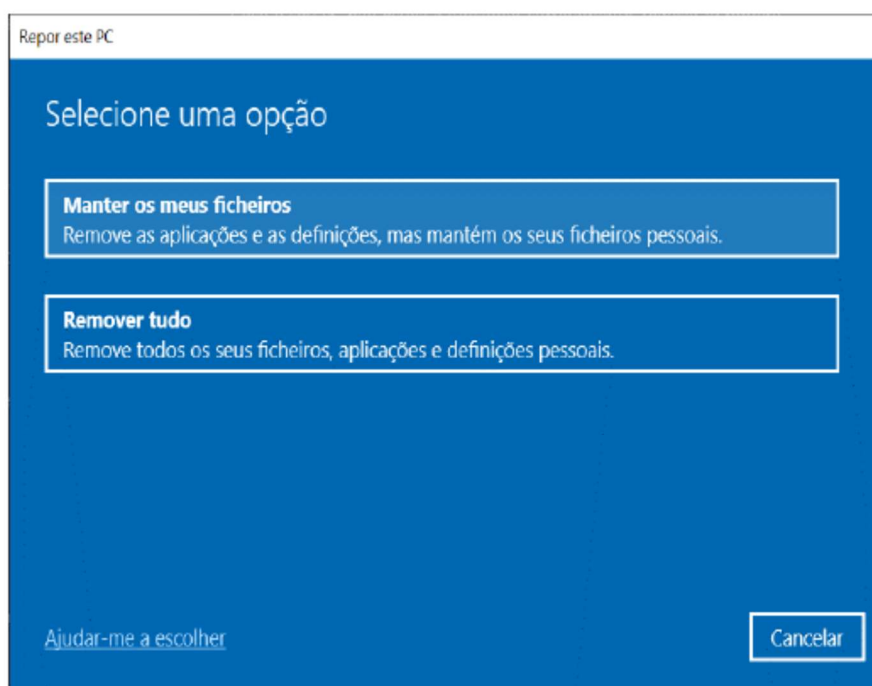 Repor este PC
Selecione uma opção
Manter os meus ficheiros
Remove as aplicações e as definições, mas mantém os seus ficheiros pessoais.
Remover tudo
Remove todos os seus ficheiros, aplicações e definições pessoais.
Ajudar-me a escolher
Cancelar